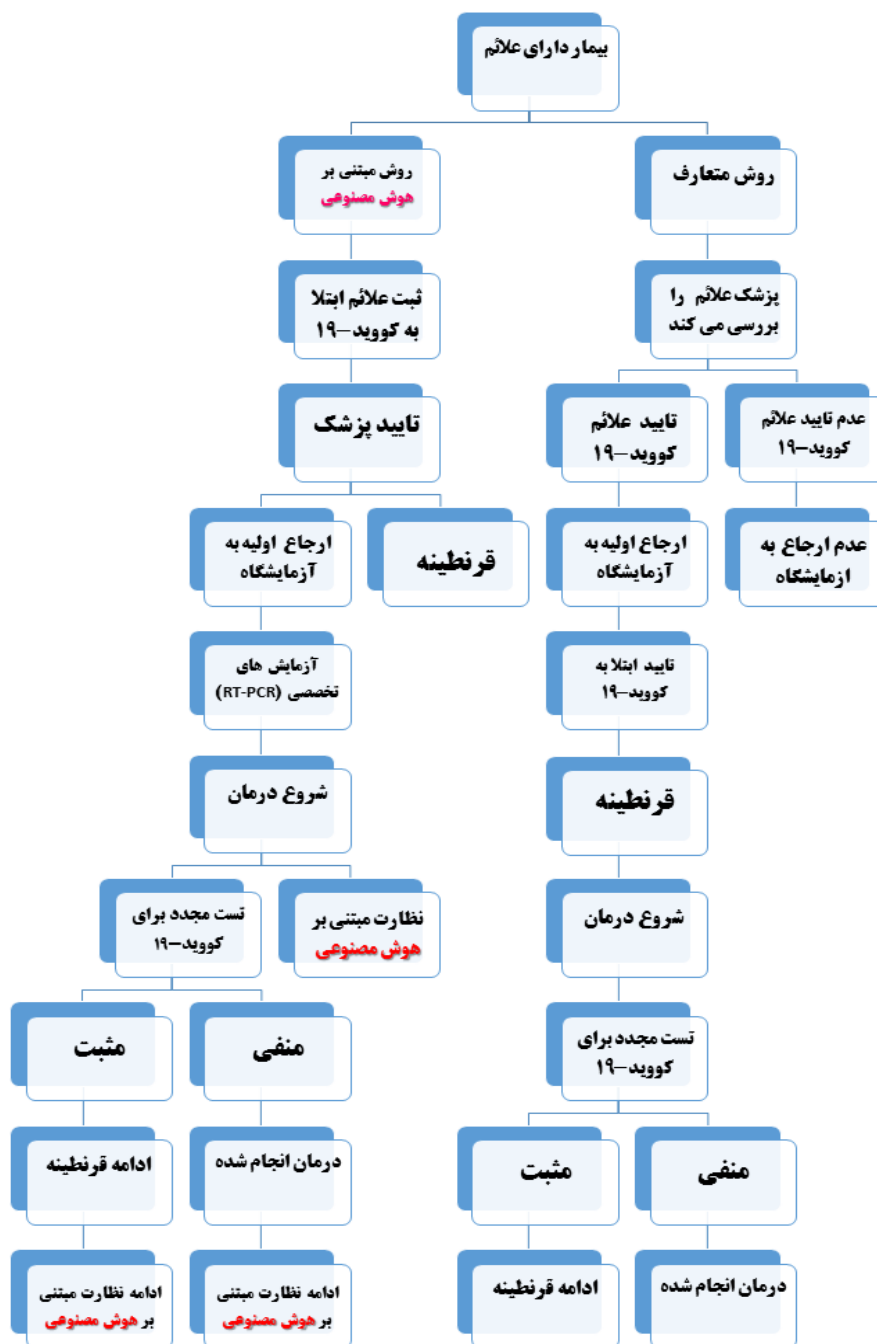 بیمار دارای علائم
روش متعارف
روش مبتنی بر
هوش مصنوعی
پزشک علائم را
بررسی می کند
ثبت علائم ابتلا
به کووید–۱۹
عدم تایید علائم
کووید–۱۹
تایید علائم
کووید–۱۹
تایید پزشک
عدم ارجاع به
ازمایشگاه
ارجاع اولیه به
آزمایشگاه
قرنطینه
ارجاع اولیه به
آزمایشگاه
تایید ابتلا به
کووید–۱۹
آزمایش های
تخصصی (RT-PCR)
قرنطینه
شروع درمان
شروع درمان
نظارت مبتنی بر
هوش مصنوعی
تست مجدد برای
کووید–۱۹
تست مجدد برای
کووید–۱۹
منفی
مثبت
منفی
مثبت
درمان انجام شده
ادامه قرنطینه
منفی
مثبت
درمان انجام شده
ادامه قرنطینه
ادامه نظارت مبتنی
بر هوش مصنوعی
ادامه نظارت مبتنی
بر هوش مصنوعی